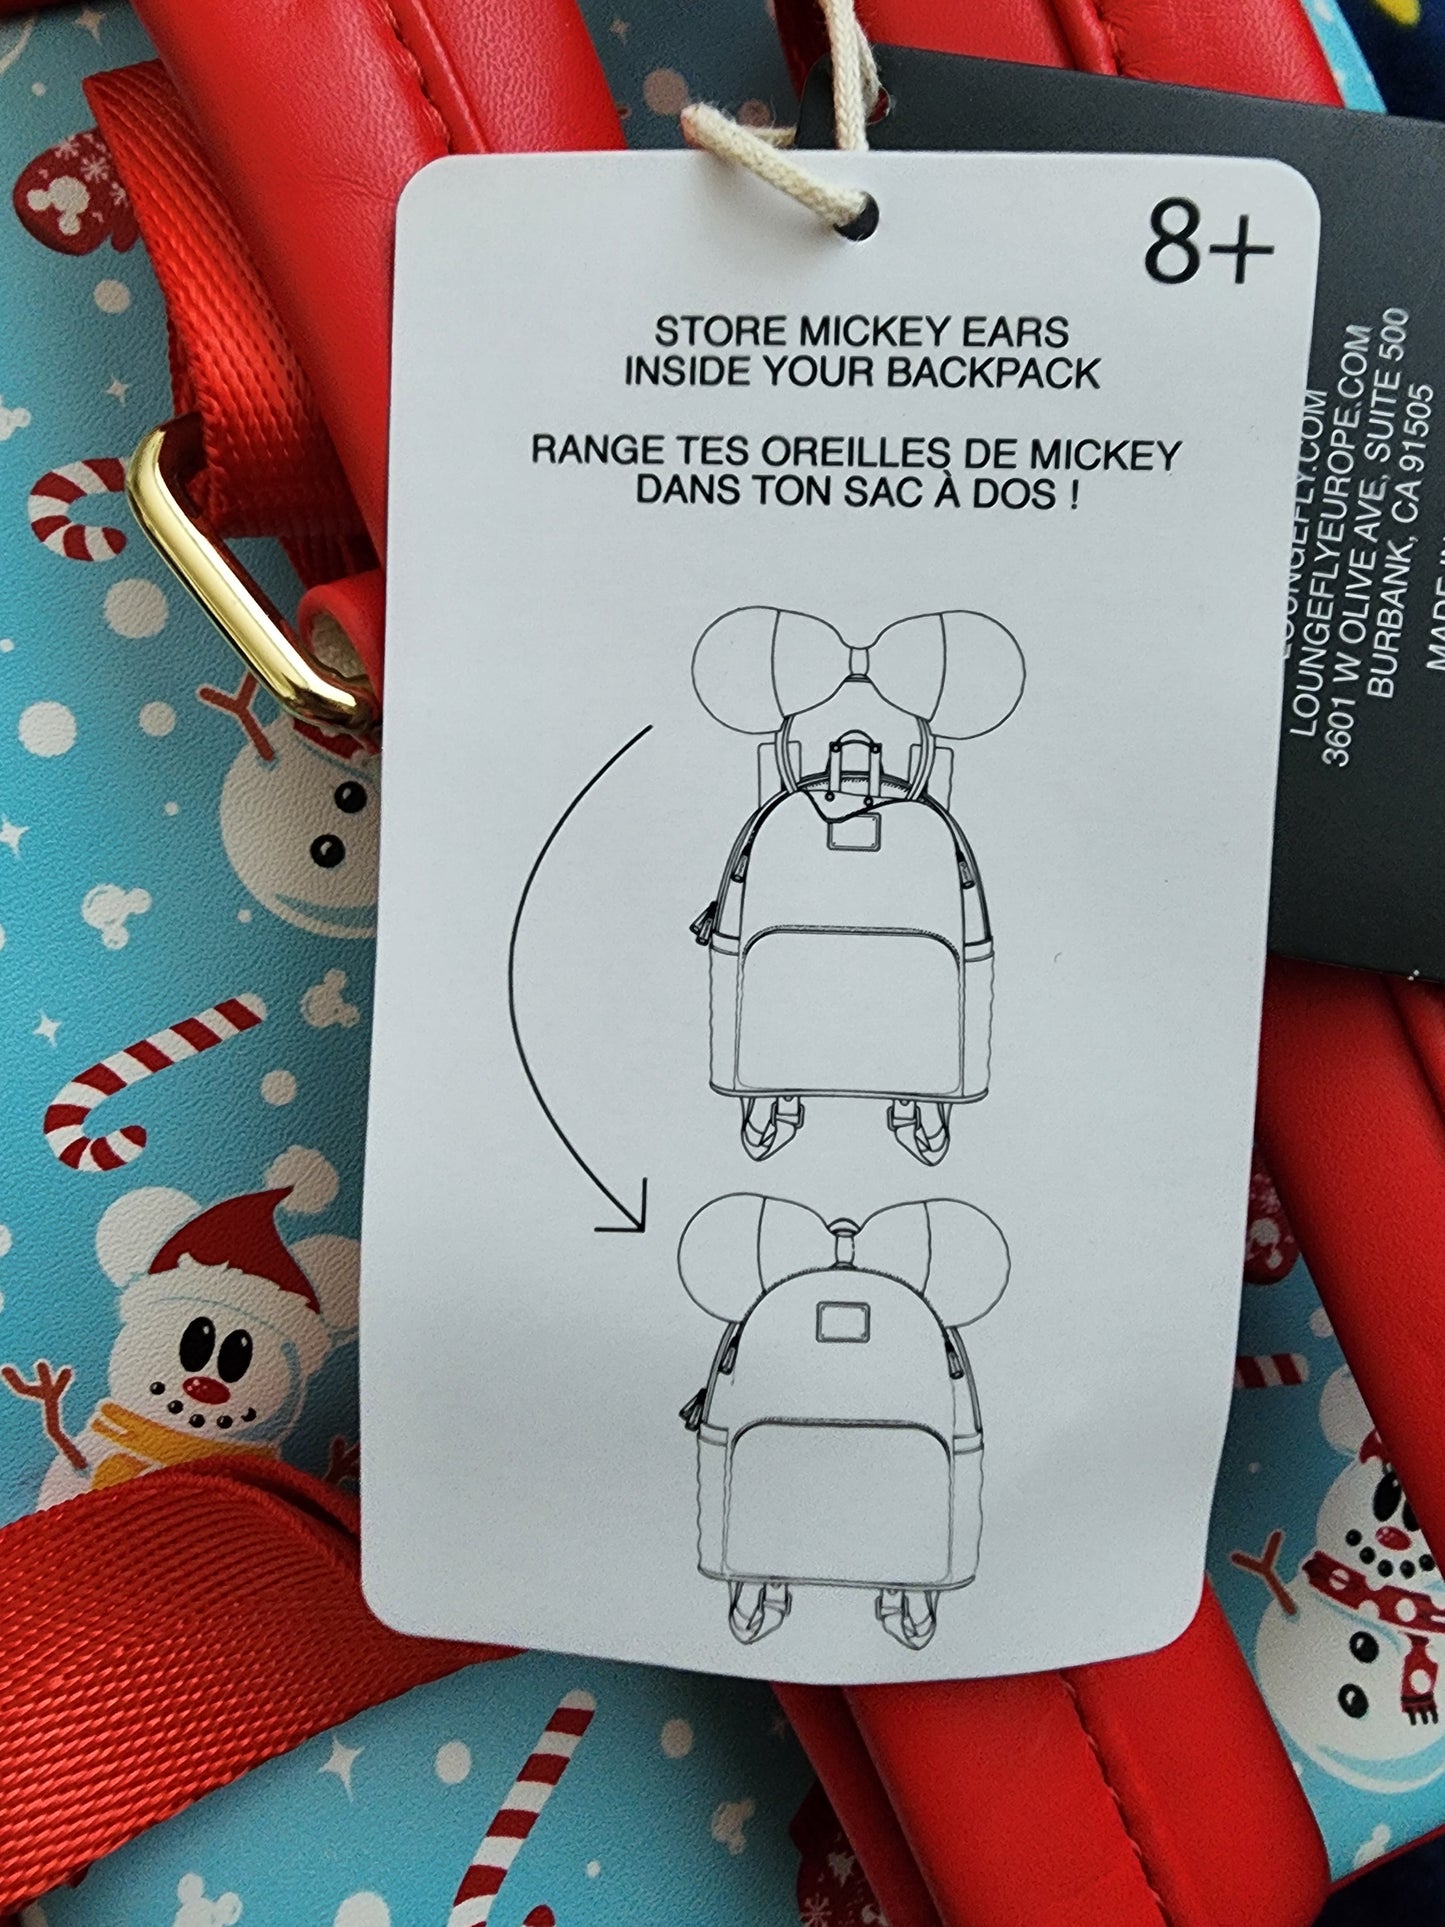 8+
STORE MICKEY EARS
INSIDE YOUR BACKPACK
RANGE TES OREILLES DE MICKEY
DANS TON SAC À DOS !
LOUNGEFLY.COM
LOUNGEFLYEUROPE.COM
3601 W OLIVE AVE, SUITE 500
BURBANK, CA 91505
MADE